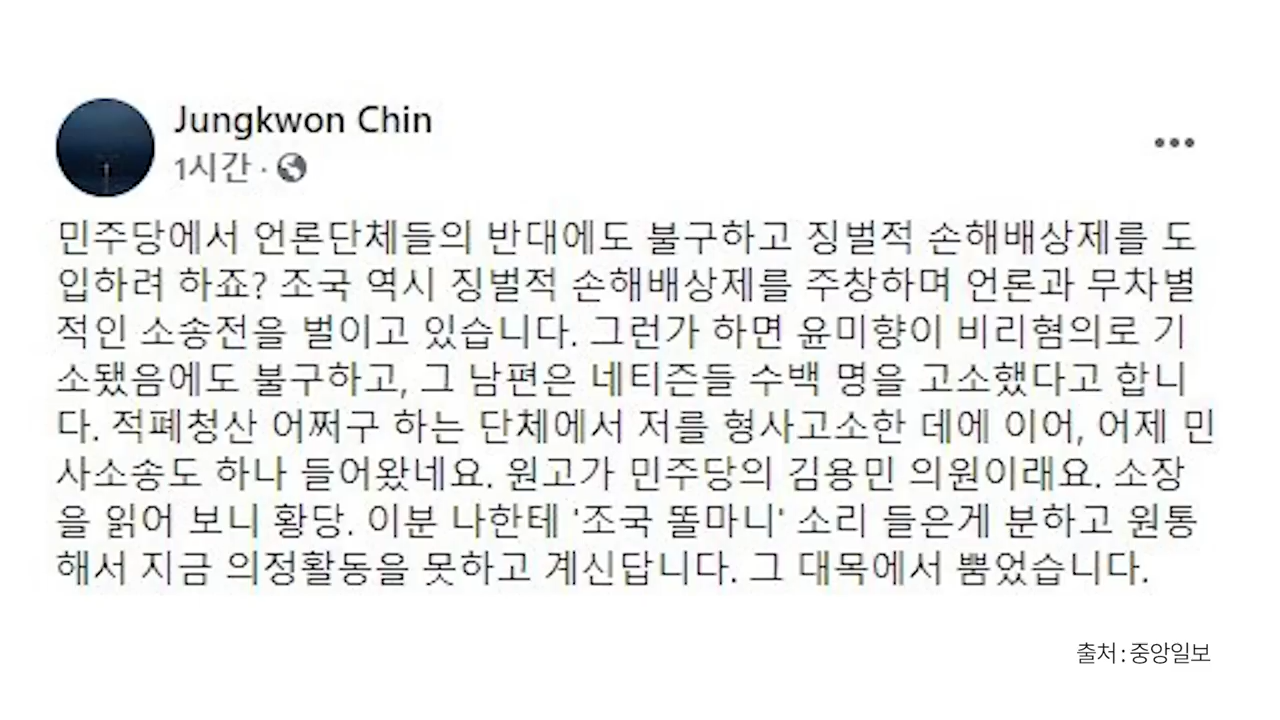 Jungkwon Chin
1시간 ·
민주당에서 언론단체들의 반대에도 불구하고 징벌적 손해배상제를 도
입하려 하죠? 조국 역시 징벌적 손해배상제를 주창하며 언론과 무차별
적인 소송전을 벌이고 있습니다. 그런가 하면 윤미향이 비리혐의로 기
소됐음에도 불구하고, 그 남편은 네티즌들 수백 명을 고소했다고 합니
다. 적폐청산 어쩌구 하는 단체에서 저를 형사고소한 데에 이어, 어제 민
사소송도 하나 들어왔네요. 원고가 민주당의 김용민 의원이래요. 소장
을 읽어 보니 황당. 이분 나한테 '조국 똘마니' 소리 들은게 분하고 원통
해서 지금 의정활동을 못하고 계신답니다. 그 대목에서 뿜었습니다.
출처 : 중앙일보